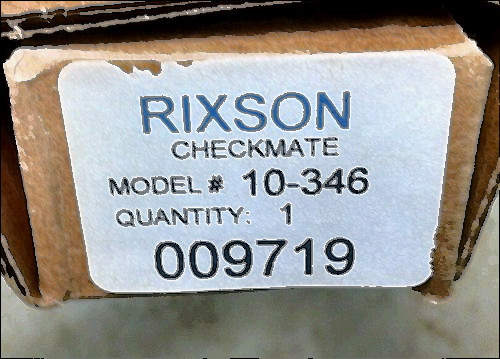 RIXSON
CHECKMATE
MODEL # 10-346
QUANTITY: 1
009719